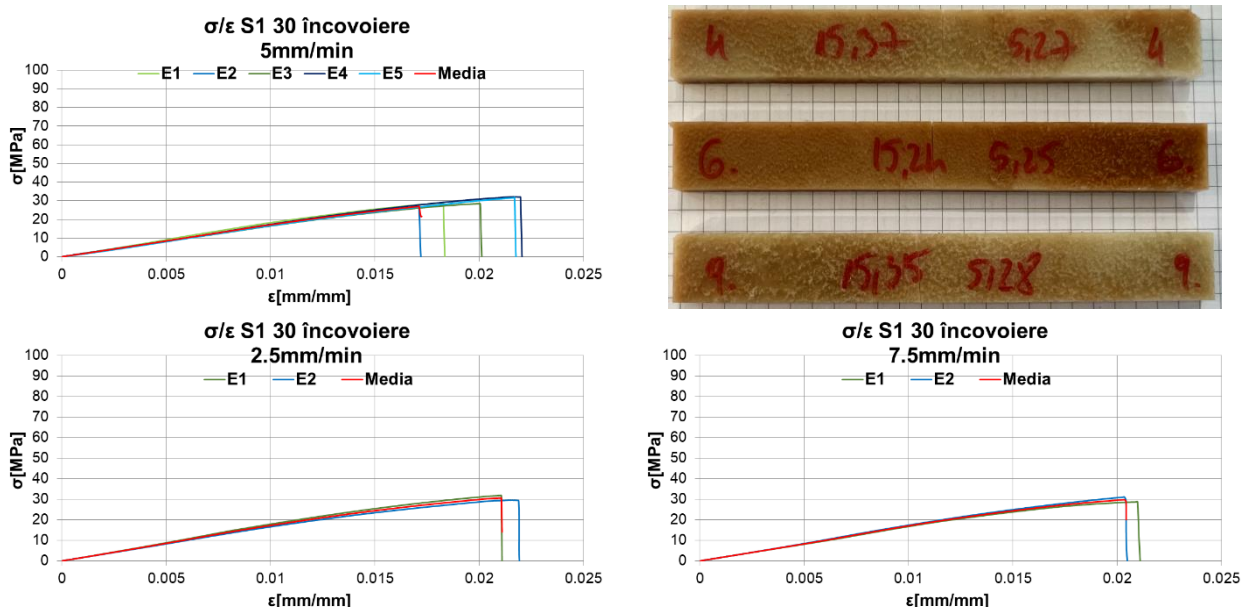 σ/ε S1 30 încovoiere
5mm/min
E1 E2 E3 E4 E5 Media
100
90
80
70
60
50
40
30
20
10
0
σ[MPa]
0 0.005 0.01 0.015 0.02 0.025
ε[mm/mm]
4 15,37 5,27 4
6. 15,24 5,25 6.
9. 15,35 5,28 9.
σ/ε S1 30 încovoiere
2.5mm/min
E1 E2 Media
100
90
80
70
60
50
40
30
20
10
0
σ[MPa]
0 0.005 0.01 0.015 0.02 0.025
ε[mm/mm]
σ/ε S1 30 încovoiere
7.5mm/min
E1 E2 Media
100
90
80
70
60
50
40
30
20
10
0
σ[MPa]
0 0.005 0.01 0.015 0.02 0.025
ε[mm/mm]